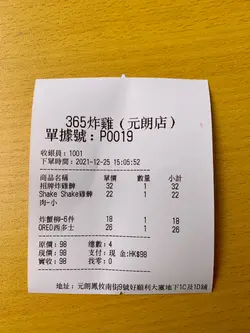 365炸雞(元朗店)
單據號:P0019
收銀員:1001
下單時間:2021-12-25 15:05:52
商品名稱 單價 數量 小計
招牌炸雞髀 32 1 32
Shake Shake雞髀 22 1 22
肉-小
炸蟹柳-6件 18 1 18
OREO西多士 26 1 26
原價:98 總數:4
現價:98 支付:現金:HK$98
實收:98 找零:0
地址:元朗鳳攸南街9號好順利大廈地下1C及1D鋪